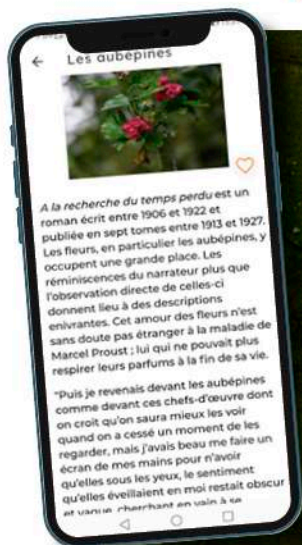 Les aubépines
A la recherche du temps perdu est un
roman écrit entre 1906 et 1922 et
publiée en sept tomes entre 1913 et 1927.
Les fleurs, en particulier les aubépines, y
occupent une grande place. Les
réminiscences du narrateur plus que
l'observation directe de celles-ci
donnent lieu à des descriptions
enivrantes. Cet amour des fleurs n'est
sans doute pas étranger à la maladie de
Marcel Proust ; lui qui ne pouvait plus
respirer leurs parfums à la fin de sa vie.
"Puis je revenais devant les aubépines
comme devant ces chefs-d'œuvre dont
on croit qu'on saura mieux les voir
quand on a cessé un moment de les
regarder, mais j'avais beau me faire un
écran de mes mains pour n'avoir
qu'elles sous les yeux, le sentiment
qu'elles éveillaient en moi restait obscur
et vague, cherchant en vain à se